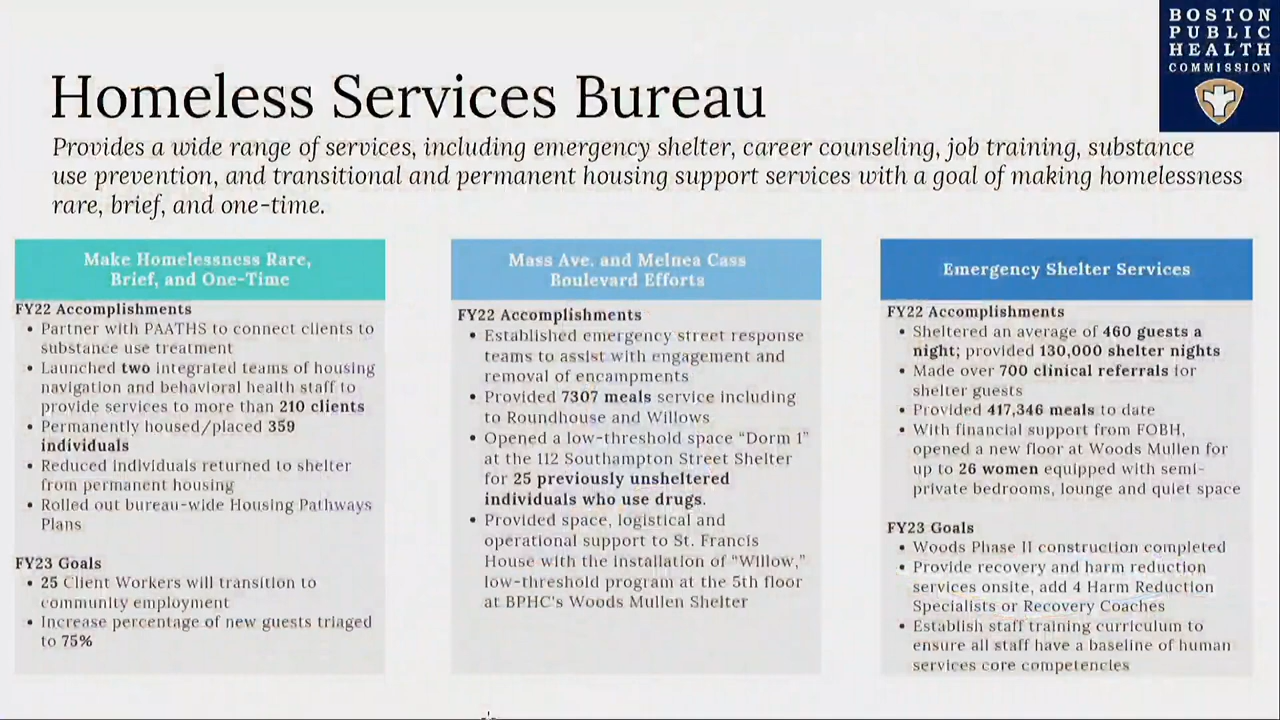 BOSTON
PUBLIC
HEALTH
COMMISSION
Homeless Services Bureau
Provides a wide range of services, including emergency shelter, career counseling, job training, substance
use prevention, and transitional and permanent housing support services with a goal of making homelessness
rare, brief, and one-time.
Make Homelessness Rare,
Brief, and One-Time
FY22 Accomplishments
• Partner with PAATHS to connect clients to
substance use treatment
• Launched two integrated teams of housing
navigation and behavioral health staff to
provide services to more than 210 clients
• Permanently housed/placed 359
individuals
• Reduced individuals returned to shelter
from permanent housing
• Rolled out bureau-wide Housing Pathways
Plans
FY23 Goals
• 25 Client Workers will transition to
community employment
• Increase percentage of new guests triaged
to 75%
Mass Ave. and Melnea Cass
Boulevard Efforts
FY22 Accomplishments
• Established emergency street response
teams to assist with engagement and
removal of encampments
• Provided 7307 meals service including
to Roundhouse and Willows
• Opened a low-threshold space "Dorm 1"
at the 112 Southampton Street Shelter
for 25 previously unsheltered
individuals who use drugs.
• Provided space, logistical and
operational support to St. Francis
House with the installation of "Willow,"
low-threshold program at the 5th floor
at BPHC's Woods Mullen Shelter
Emergency Shelter Services
FY22 Accomplishments
• Sheltered an average of 460 guests a
night; provided 130,000 shelter nights
• Made over 700 clinical referrals for
shelter guests
• Provided 417,346 meals to date
• With financial support from FOBH,
opened a new floor at Woods Mullen for
up to 26 women equipped with semi-
private bedrooms, lounge and quiet space
FY23 Goals
• Woods Phase II construction completed
• Provide recovery and harm reduction
services onsite, add 4 Harm Reduction
Specialists or Recovery Coaches
• Establish staff training curriculum to
ensure all staff have a baseline of human
services core competencies